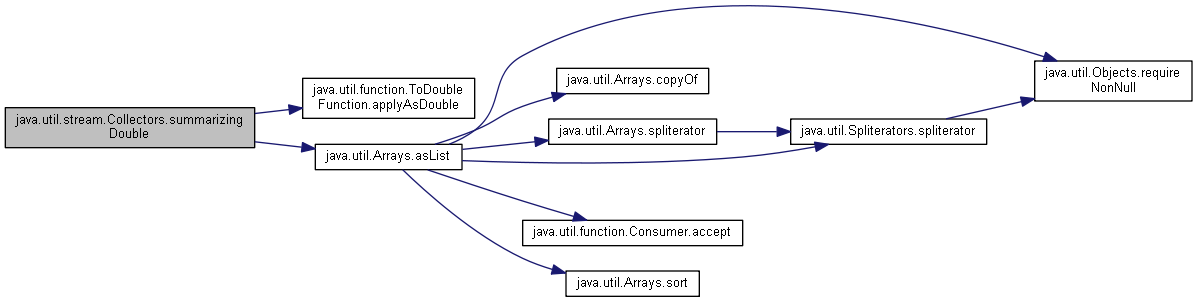 java.util.stream.Collectors.summarizing
Double
java.util.function.ToDouble
Function.applyAsDouble
java.util.Arrays.asList
java.util.Arrays.copyOf
java.util.Arrays.spliterator
java.util.function.Consumer.accept
java.util.Arrays.sort
java.util.Spliterators.spliterator
java.util.Objects.require
NonNull